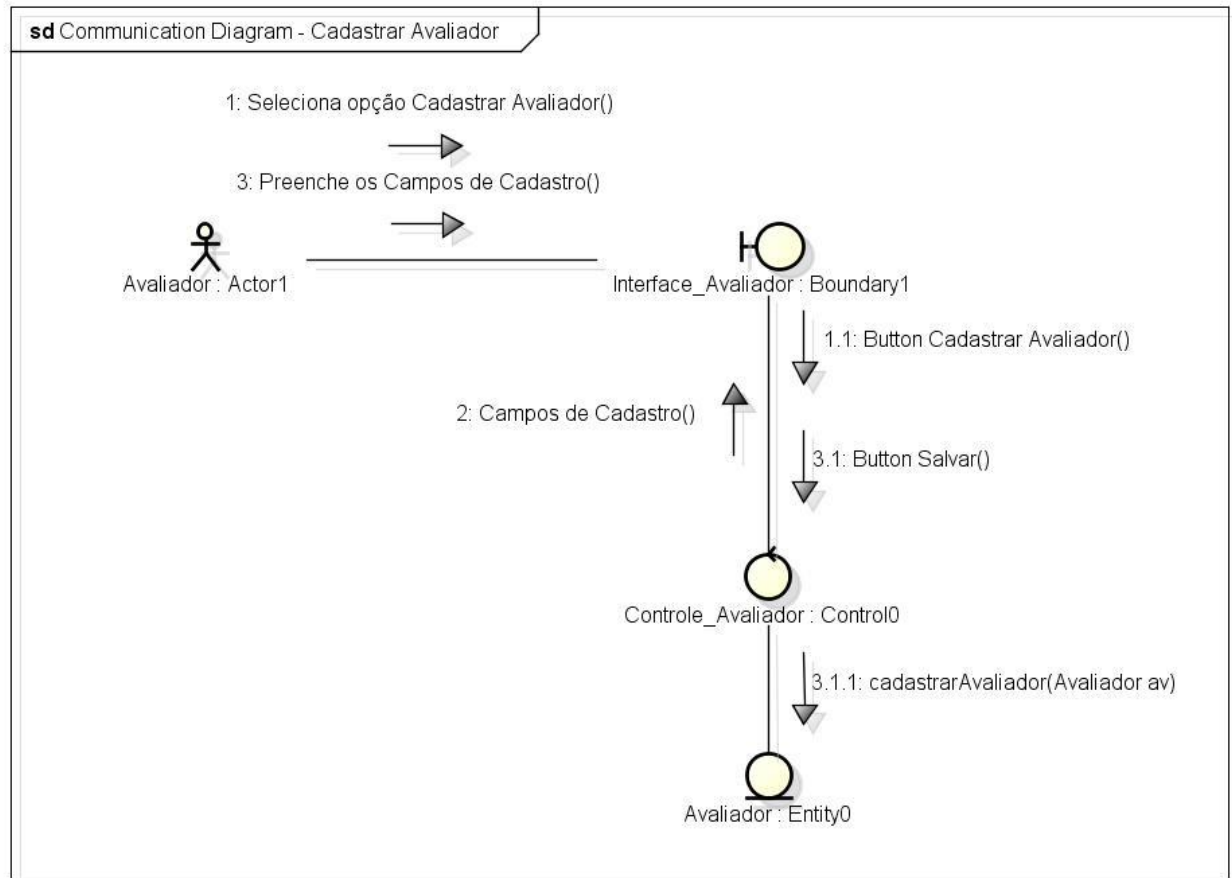 sd Communication Diagram - Cadastrar Avaliador
1: Seleciona opção Cadastrar Avaliador()
3: Preenche os Campos de Cadastro()
Avaliador : Actor1
Interface_Avaliador : Boundary1
1.1: Button Cadastrar Avaliador()
2: Campos de Cadastro()
3.1: Button Salvar()
Controle_Avaliador : Control0
3.1.1: cadastrarAvaliador(Avaliador av)
Avaliador : Entity0